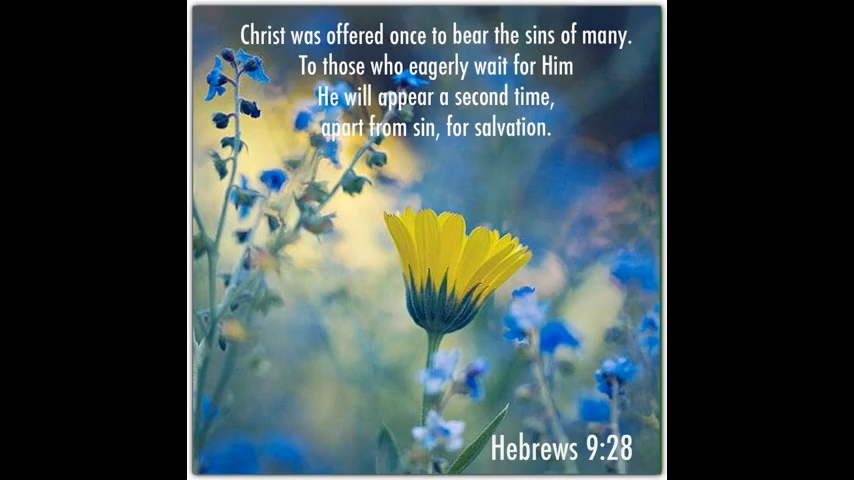 Christ was offered once to bear the sins of many.
To those who eagerly wait for Him
He will appear a second time,
apart from sin, for salvation.
Hebrews 9:28